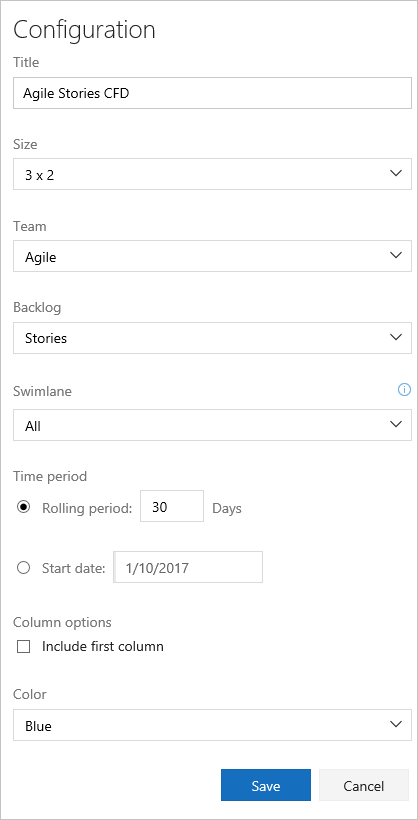 Configuration
Title
Agile Stories CFD
Size
3 x 2
Team
Agile
Backlog
Stories
Swimlane
All
Time period
Rolling period: 30 Days
Start date: 1/10/2017
Column options
Include first column
Color
Blue
Save Cancel